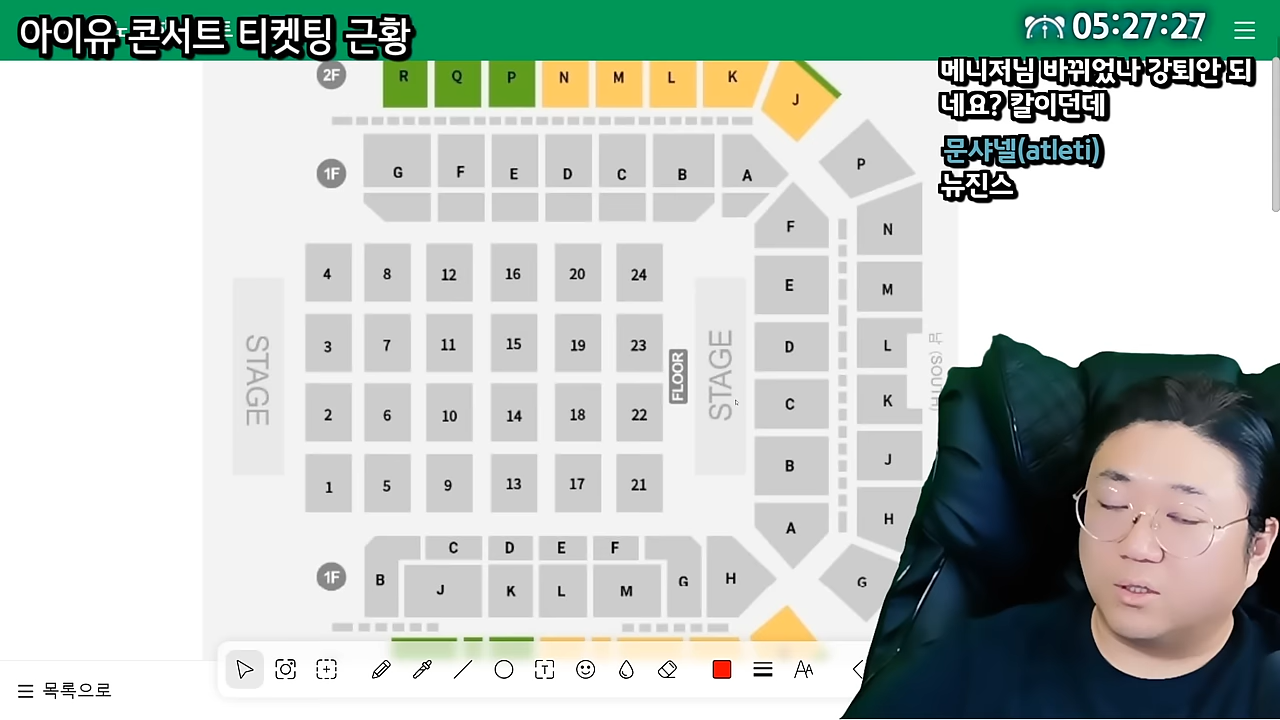 아이유 콘서트 티켓팅 근황
05:27:27
메니저님 바뀌었나 강퇴안 되
네요? 칼이던데
문샤넬(atleti)
뉴진스
2F
R Q P N M L K J
1F
G F E D C B A
P
F N
E M
D L
C K
B J
A H
G
남 (SOUTH)
4 8 12 16 20 24
3 7 11 15 19 23
2 6 10 14 18 22
1 5 9 13 17 21
STAGE
FLOOR
STAGE
1F
C D E F
B J K L M G H
T
AA
목록으로